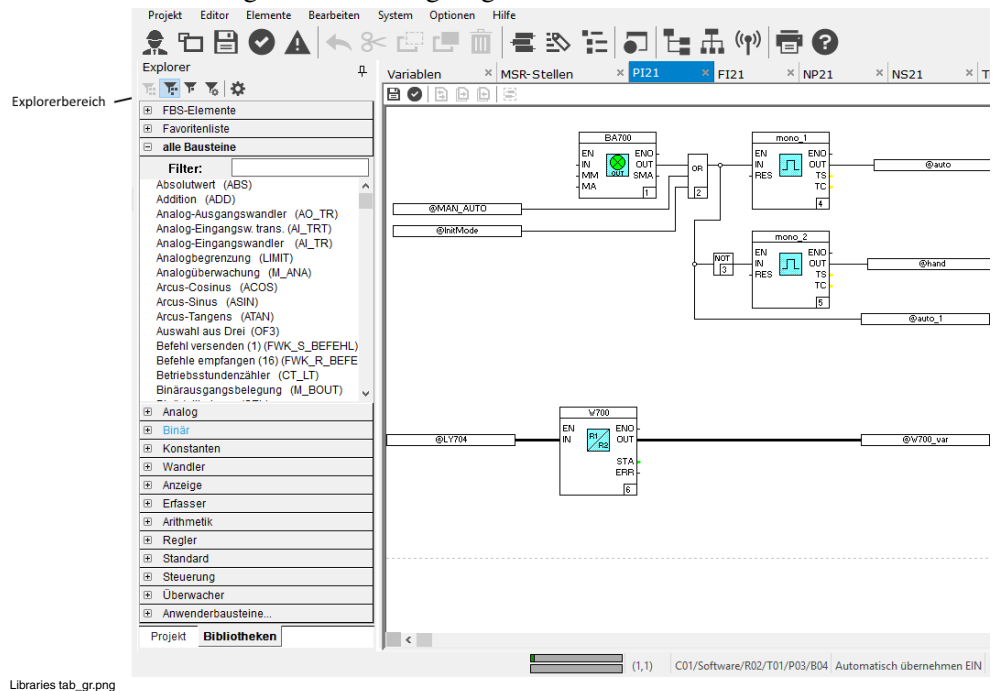 Projekt Editor Elemente Bearbeiten System Optionen Hilfe
Explorer
Variablen × MSR-Stellen × PI21 × FI21 × NP21 × NS21 × T
Explorerbereich
FBS-Elemente
Favoritenliste
alle Bausteine
Filter:
Absolutwert (ABS)
Addition (ADD)
Analog-Ausgangswandler (AO_TR)
Analog-Eingangsw. trans. (AI_TRT)
Analog-Eingangswandler (AI_TR)
Analogbegrenzung (LIMIT)
Analogüberwachung (M_ANA)
Arcus-Cosinus (ACOS)
Arcus-Sinus (ASIN)
Arcus-Tangens (ATAN)
Auswahl aus Drei (OF3)
Befehl versenden (1) (FWK_S_BEFEHL)
Befehle empfangen (16) (FWK_R_BEFE
Betriebsstundenzähler (CT_LT)
Binärausgangsbelegung (M_BOUT)
Analog
Binär
Konstanten
Wandler
Anzeige
Erfasser
Arithmetik
Regler
Standard
Steuerung
Überwacher
Anwenderbausteine...
Projekt Bibliotheken
BA700
EN ENO
IN OUT
MM SMA
MA
OUT
1
OR
2
mono_1
EN ENO
IN OUT
RES TS
TC
4
@auto
@MAN_AUTO
@InitMode
NOT
3
mono_2
EN ENO
IN OUT
RES TS
TC
5
@hand
@auto_1
@LY704
W700
EN ENO
IN OUT
R1/R2
STA
ERR
6
@W700_var
(1,1) C01/Software/R02/T01/P03/B04 Automatisch übernehmen EIN
Libraries tab_gr.png